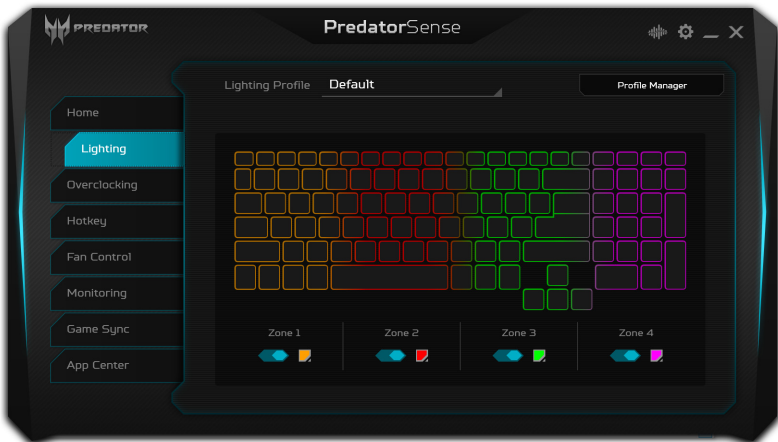 PREDATOR
PredatorSense
Lighting Profile Default
Profile Manager
Home
Lighting
Overclocking
Hotkey
Fan Control
Monitoring
Game Sync
App Center
Zone 1 Zone 2 Zone 3 Zone 4